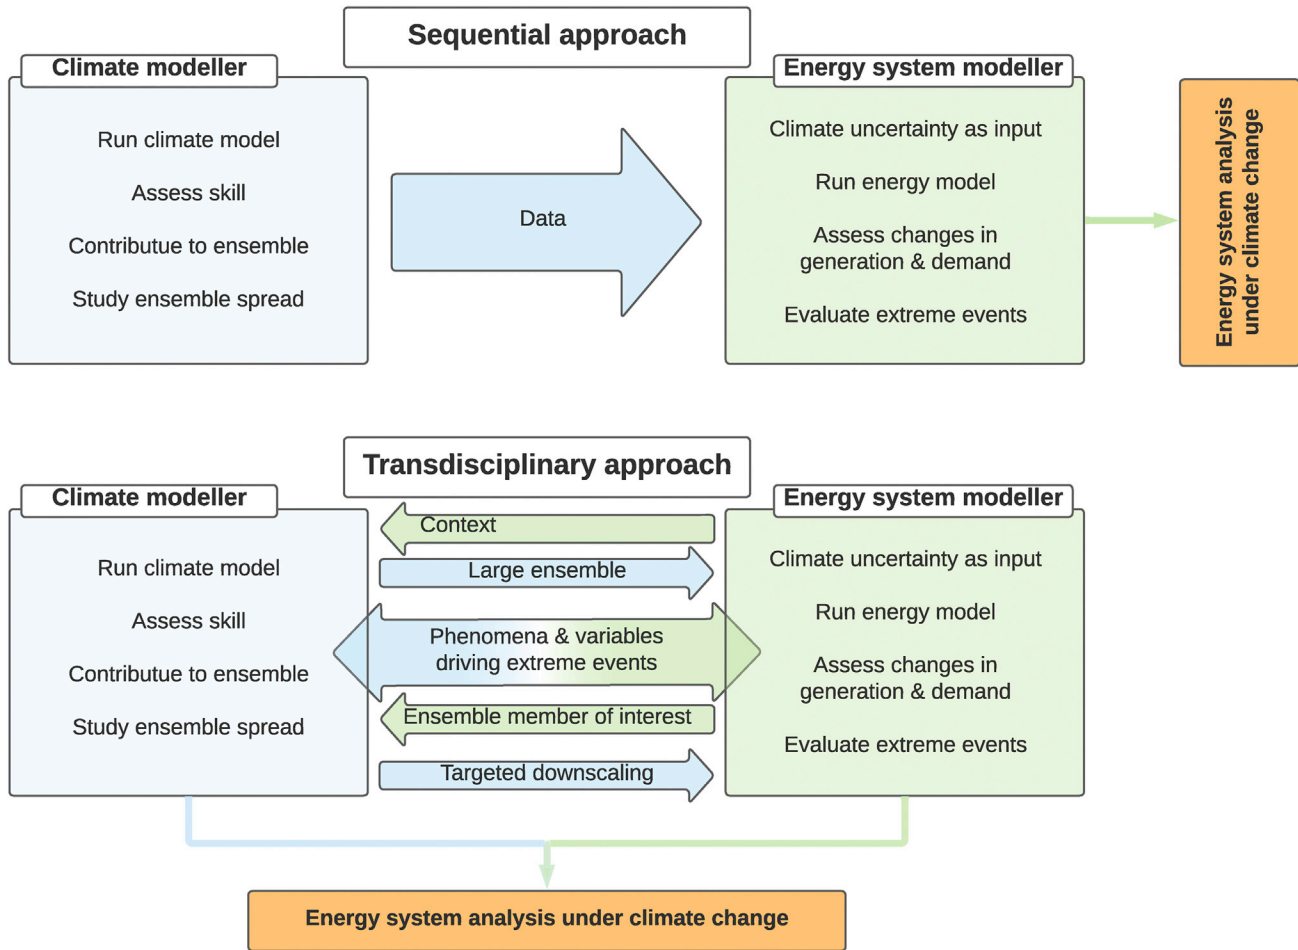 Sequential approach
Climate modeller
Run climate model
Assess skill
Contributue to ensemble
Study ensemble spread
Data
Energy system modeller
Climate uncertainty as input
Run energy model
Assess changes in
generation & demand
Evaluate extreme events
Energy system analysis
under climate change
Transdisciplinary approach
Climate modeller
Run climate model
Assess skill
Contributue to ensemble
Study ensemble spread
Context
Large ensemble
Phenomena & variables
driving extreme events
Ensemble member of interest
Targeted downscaling
Energy system modeller
Climate uncertainty as input
Run energy model
Assess changes in
generation & demand
Evaluate extreme events
Energy system analysis under climate change